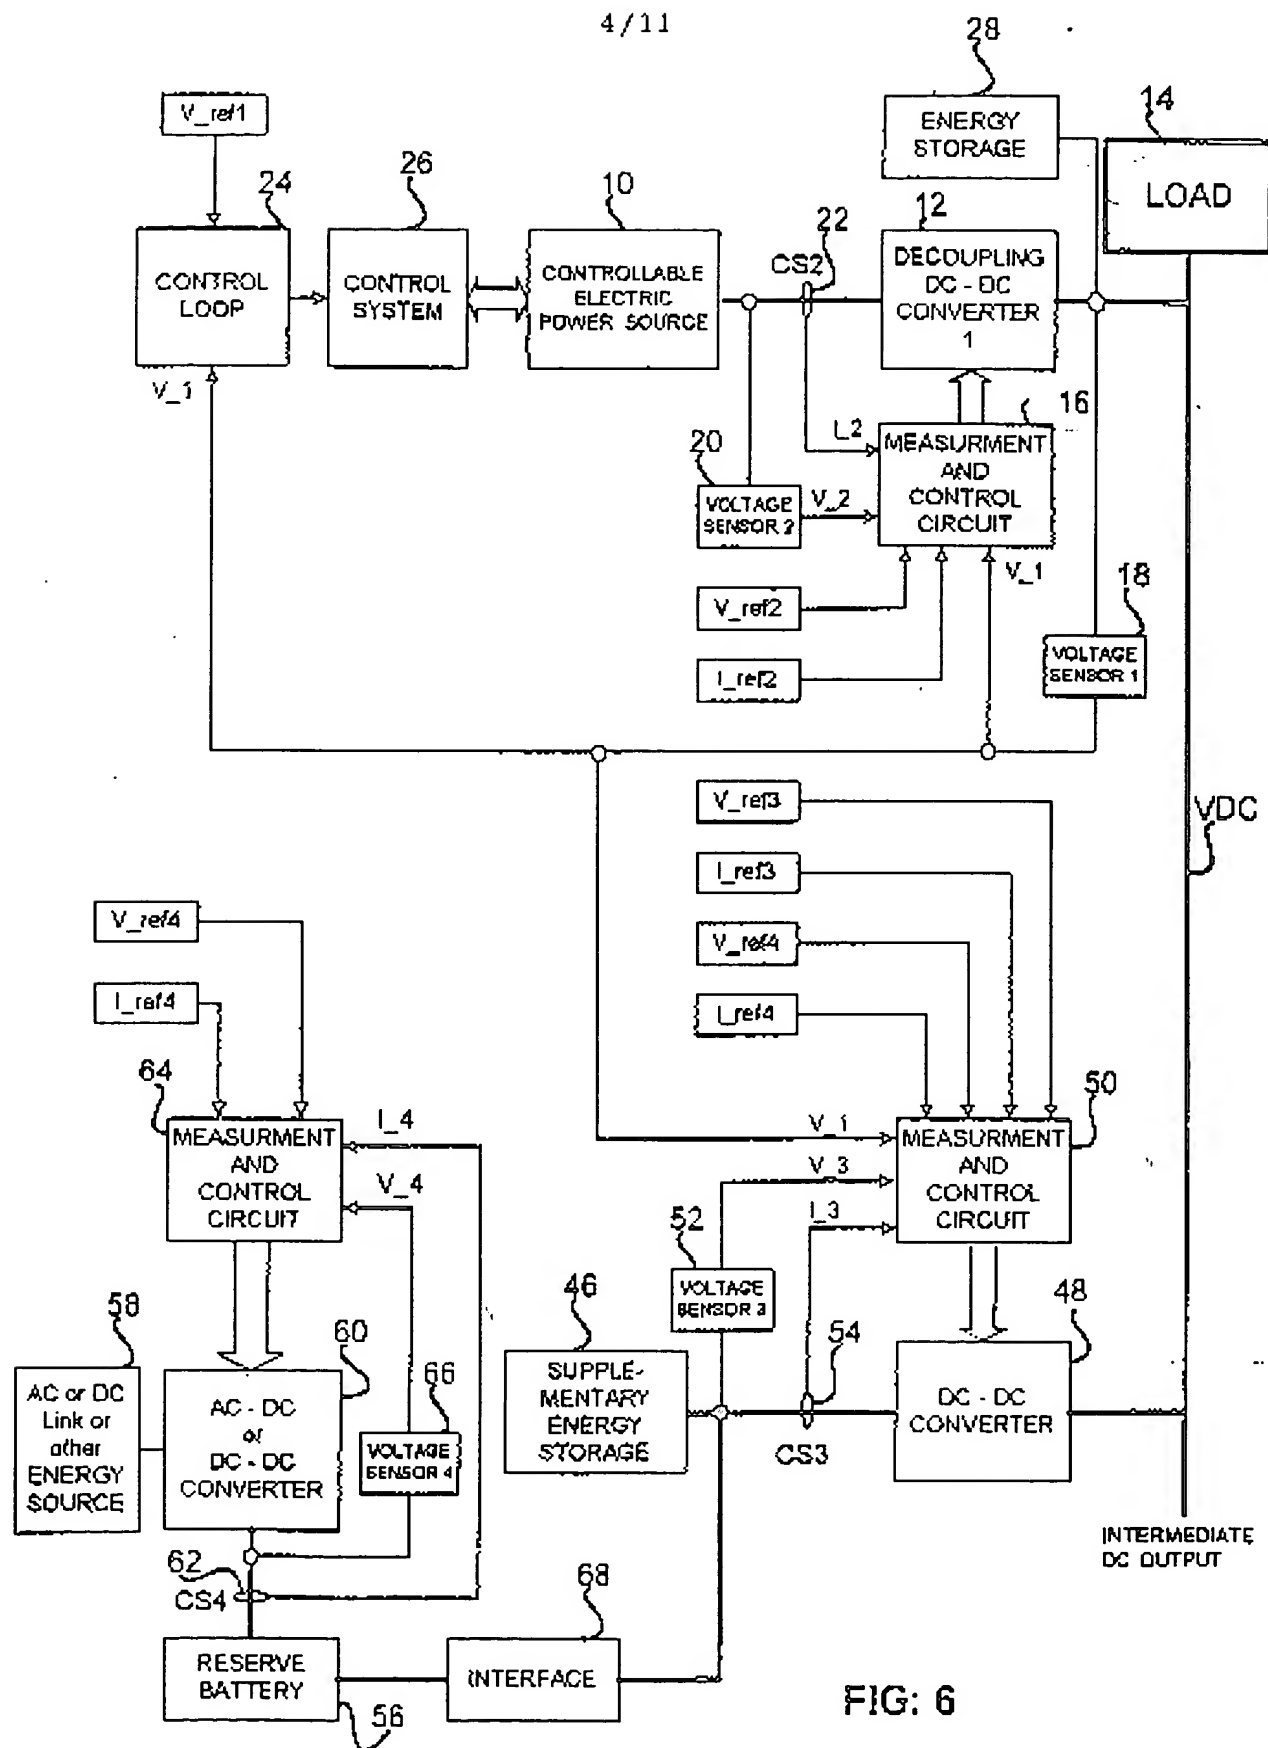 4/11
28
V_ref1
ENERGY
STORAGE
14
LOAD
24
26
10
22
12
CONTROL
LOOP
CONTROL
SYSTEM
CONTROLLABLE
ELECTRIC
POWER SOURCE
CS2
DECOUPLING
DC - DC
CONVERTER
1
V_1
16
20
I_2
MEASURMENT
AND
CONTROL
CIRCUIT
VOLTAGE
SENSOR 2
V_2
V_1
18
V_ref2
I_ref2
VOLTAGE
SENSOR 1
V_ref3
VDC
I_ref3
V_ref4
V_ref4
I_ref4
I_ref4
64
50
MEASURMENT
AND
CONTROL
CIRCUIT
I_4
V_4
V_1
V_3
I_3
MEASURMENT
AND
CONTROL
CIRCUIT
52
VOLTAGE
SENSOR 3
58
60
66
46
54
48
AC or DC
Link or
other
ENERGY
SOURCE
AC - DC
or
DC - DC
CONVERTER
VOLTAGE
SENSOR 4
SUPPLE-
MENTARY
ENERGY
STORAGE
CS3
DC - DC
CONVERTER
INTERMEDIATE
DC OUTPUT
62
CS4
68
RESERVE
BATTERY
INTERFACE
56
FIG: 6